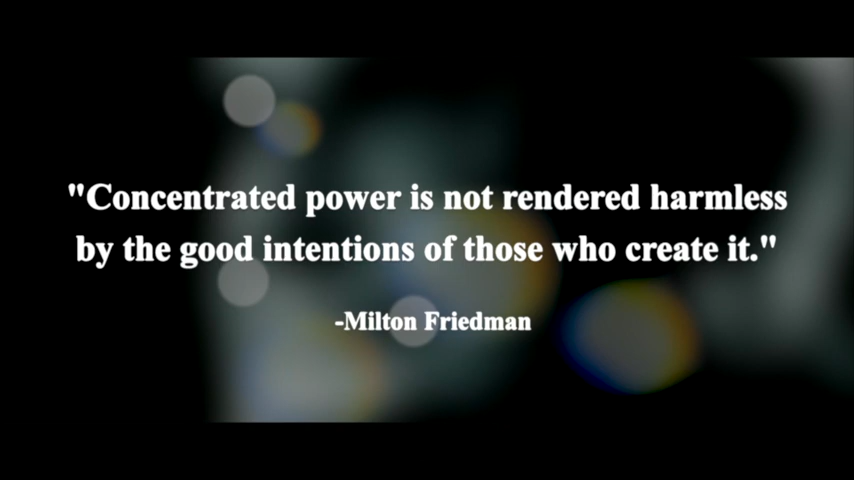 "Concentrated power is not rendered harmless
by the good intentions of those who create it."
-Milton Friedman